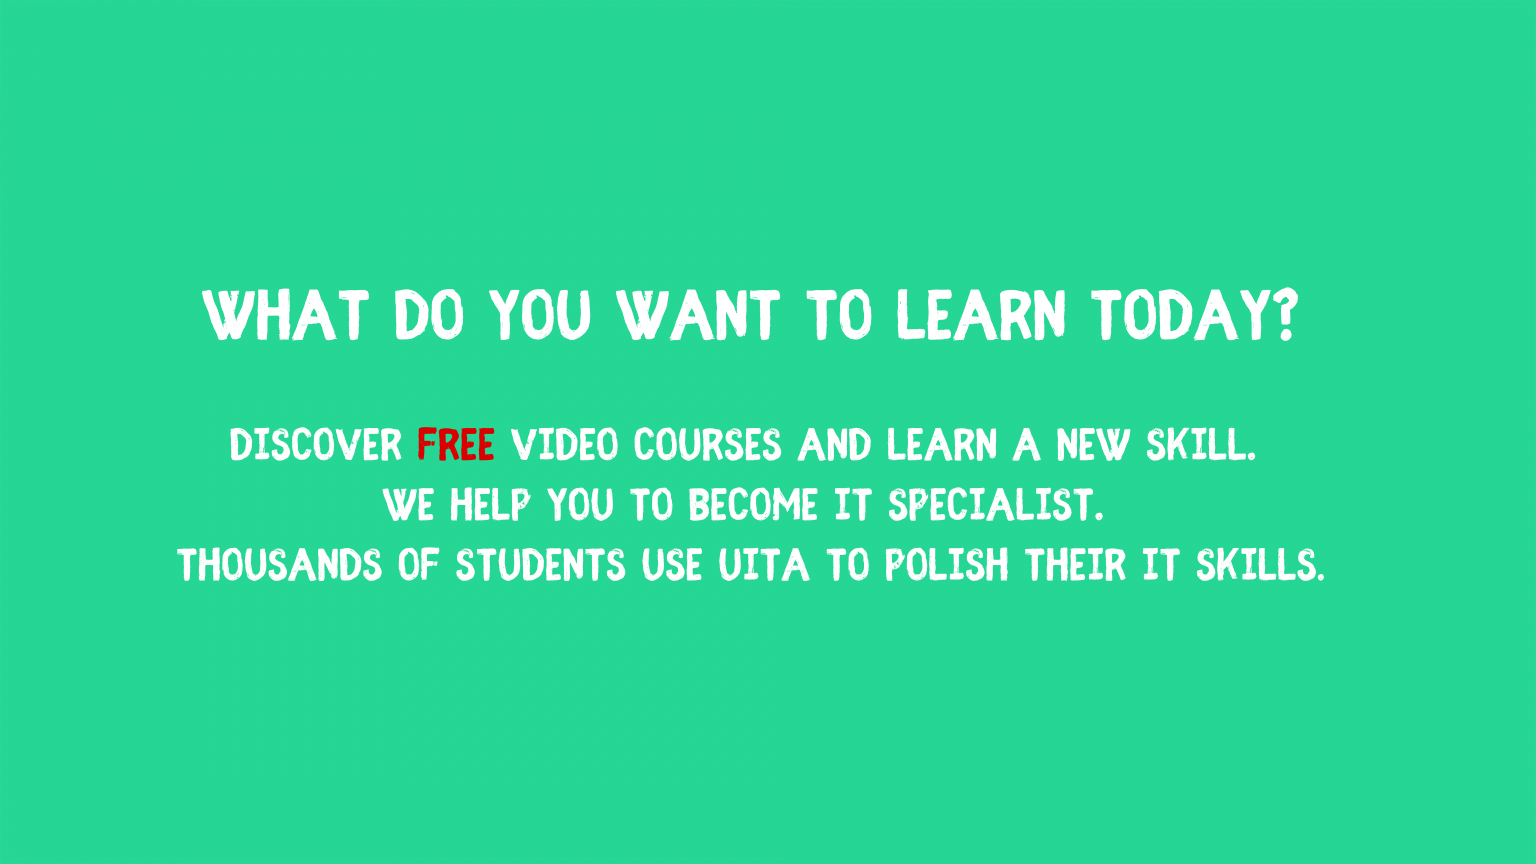 WHAT DO YOU WANT TO LEARN TODAY?
DISCOVER FREE VIDEO COURSES AND LEARN A NEW SKILL.
WE HELP YOU TO BECOME IT SPECIALIST.
THOUSANDS OF STUDENTS USE UITA TO POLISH THEIR IT SKILLS.